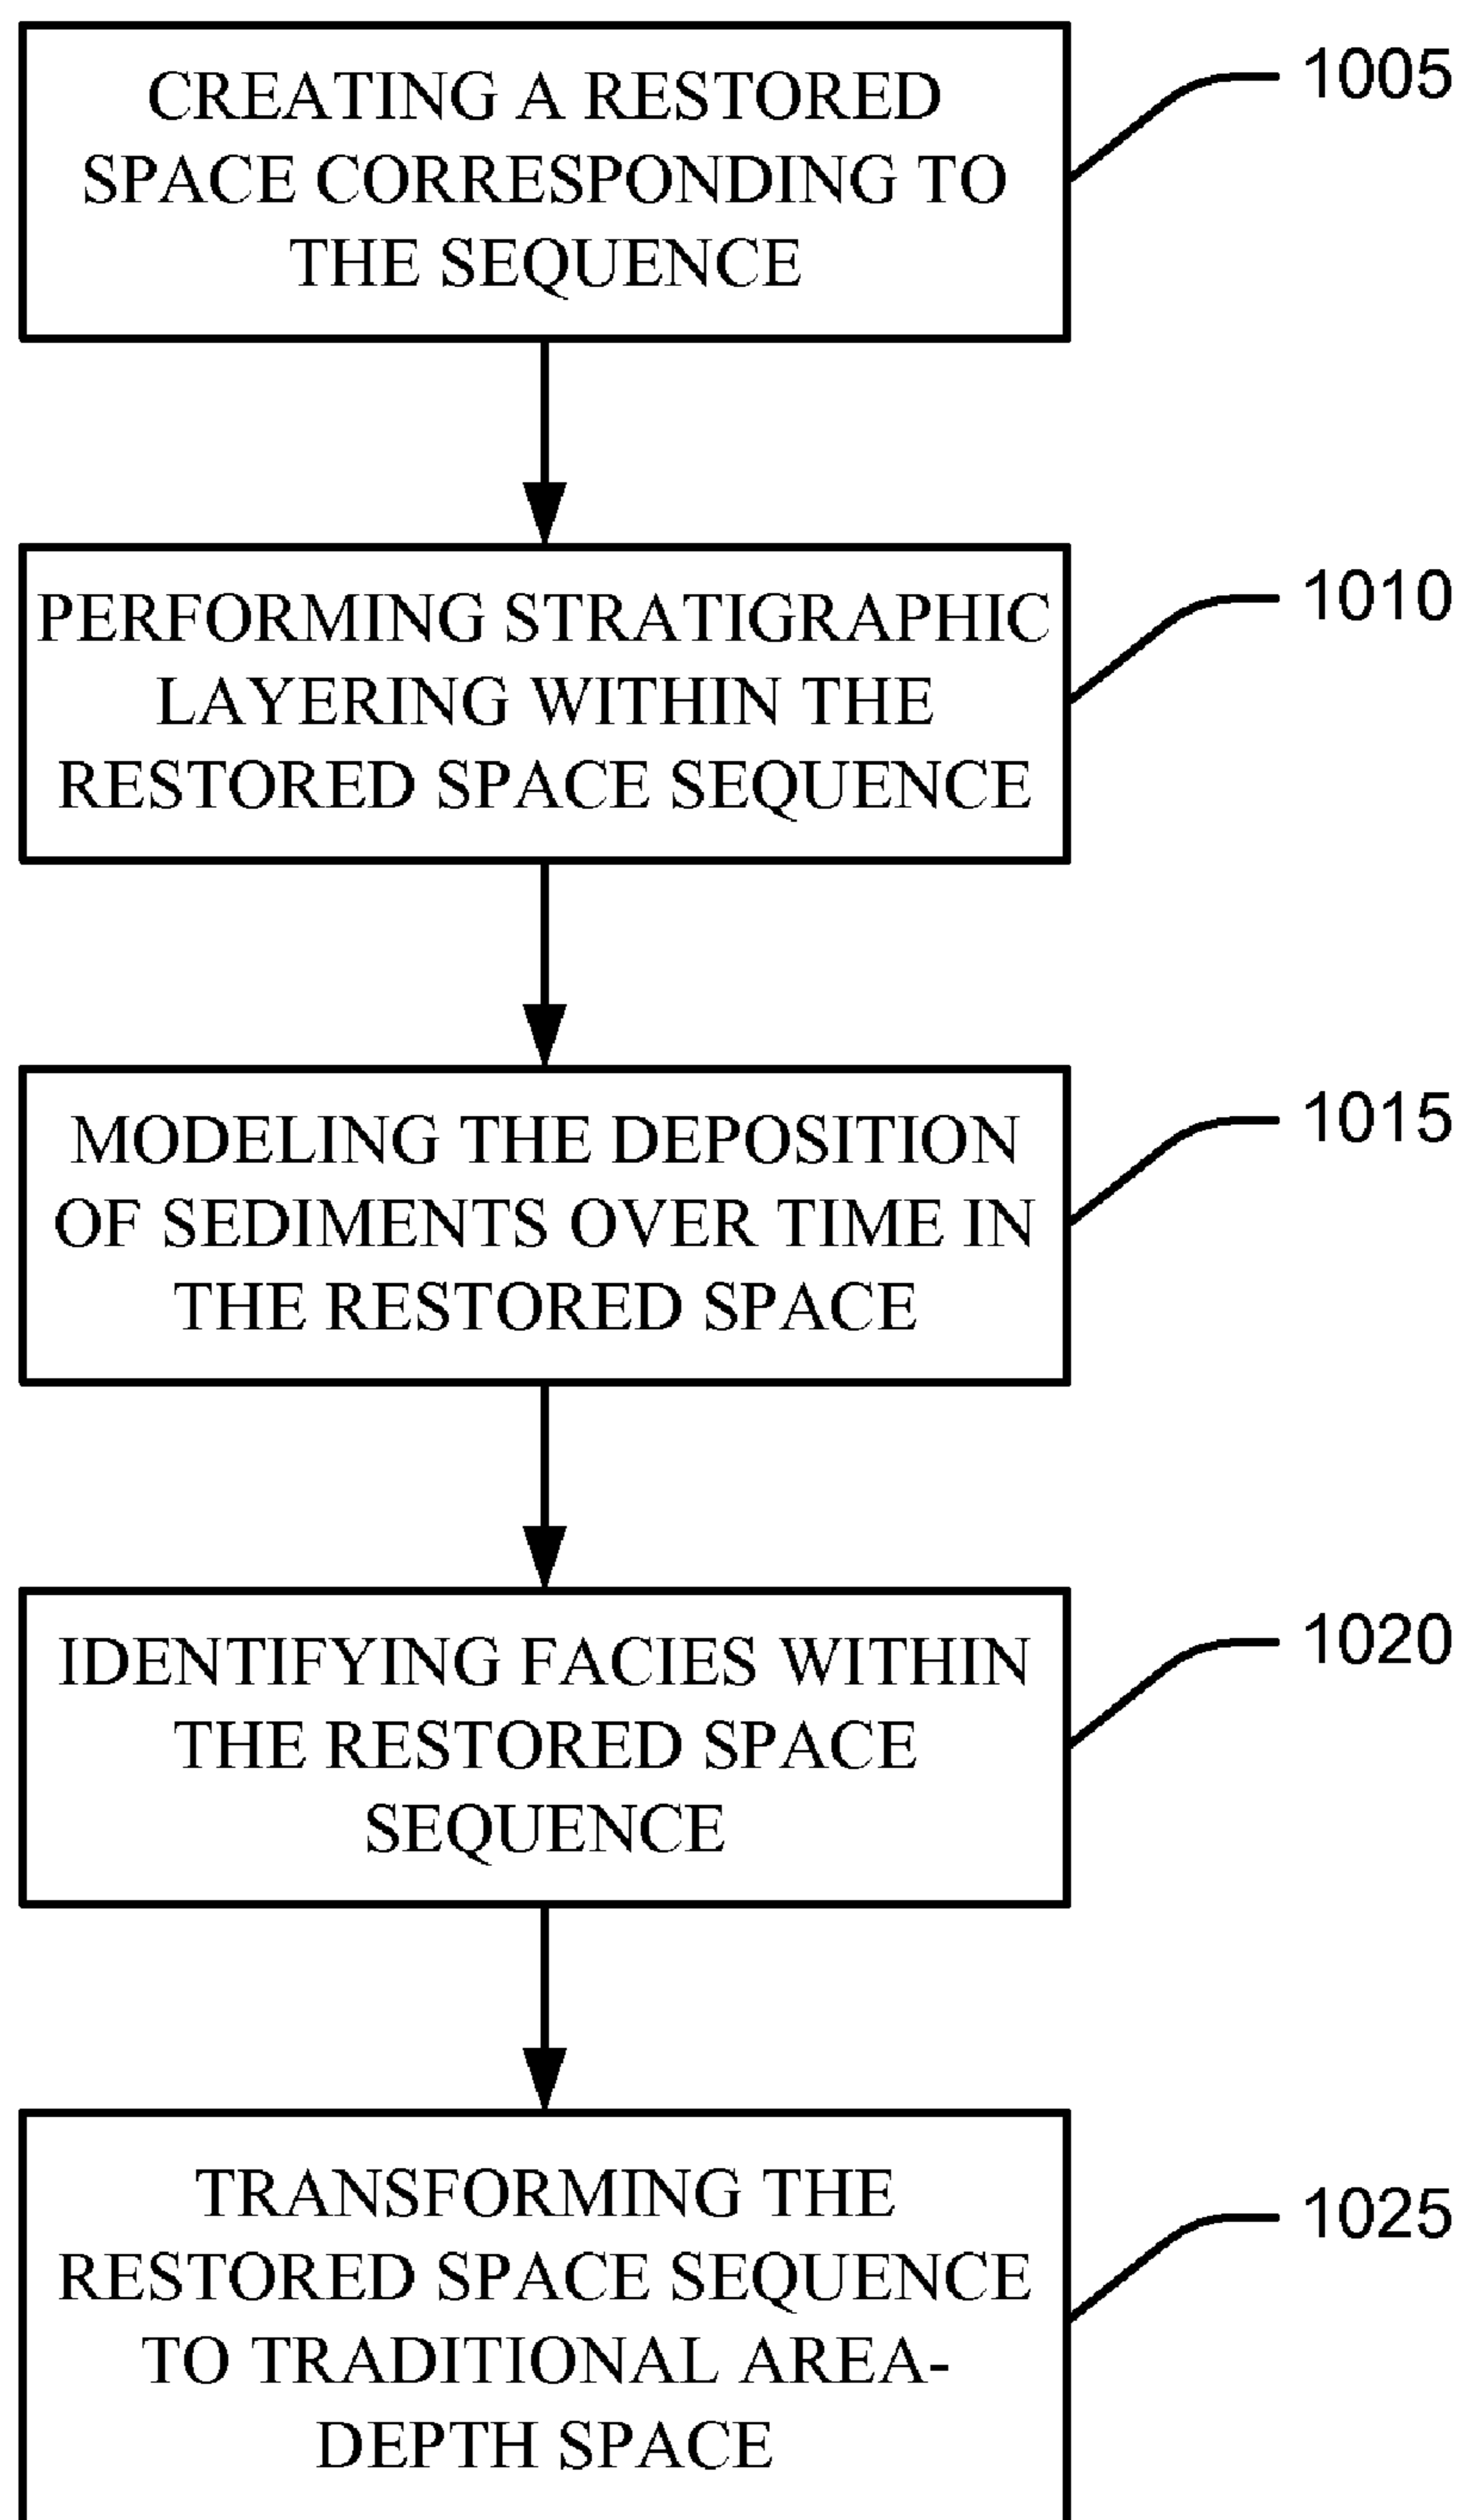 CREATING A RESTORED
SPACE CORRESPONDING TO
THE SEQUENCE
1005
PERFORMING STRATIGRAPHIC
LAYERING WITHIN THE
RESTORED SPACE SEQUENCE
1010
MODELING THE DEPOSITION
OF SEDIMENTS OVER TIME IN
THE RESTORED SPACE
1015
IDENTIFYING FACIES WITHIN
THE RESTORED SPACE
SEQUENCE
1020
TRANSFORMING THE
RESTORED SPACE SEQUENCE
TO TRADITIONAL AREA-
DEPTH SPACE
1025